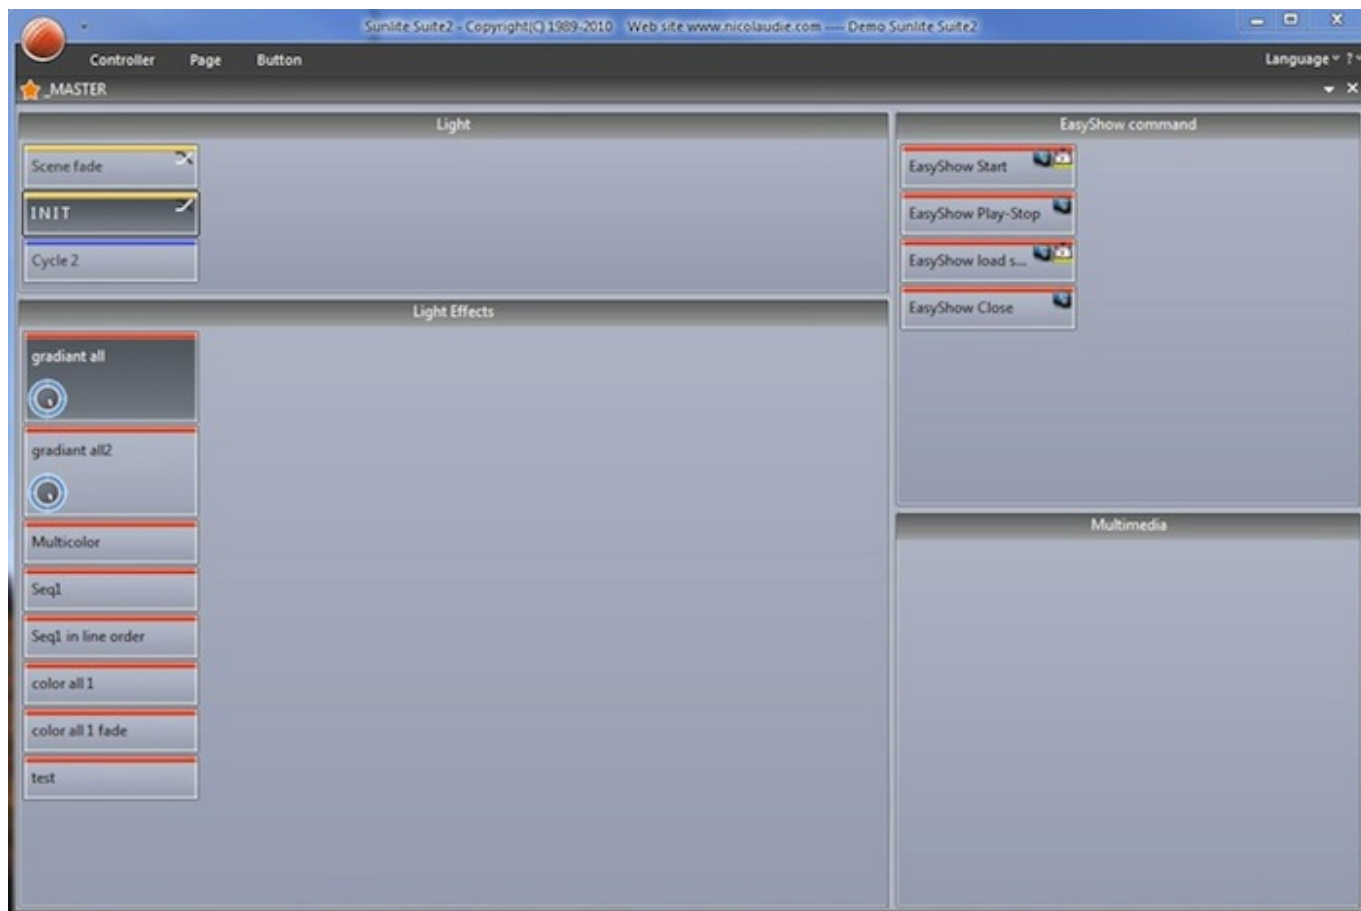 Sunlite Suite2 - Copyright(C) 1989-2010 Web site www.nicolaudie.com ---- Demo Sunlite Suite2
Controller Page Button Language ?
_MASTER
Light
Scene fade
INIT
Cycle 2
Light Effects
gradiant all
gradiant all2
Multicolor
Seq1
Seq1 in line order
color all 1
color all 1 fade
test
EasyShow command
EasyShow Start
EasyShow Play-Stop
EasyShow load s...
EasyShow Close
Multimedia